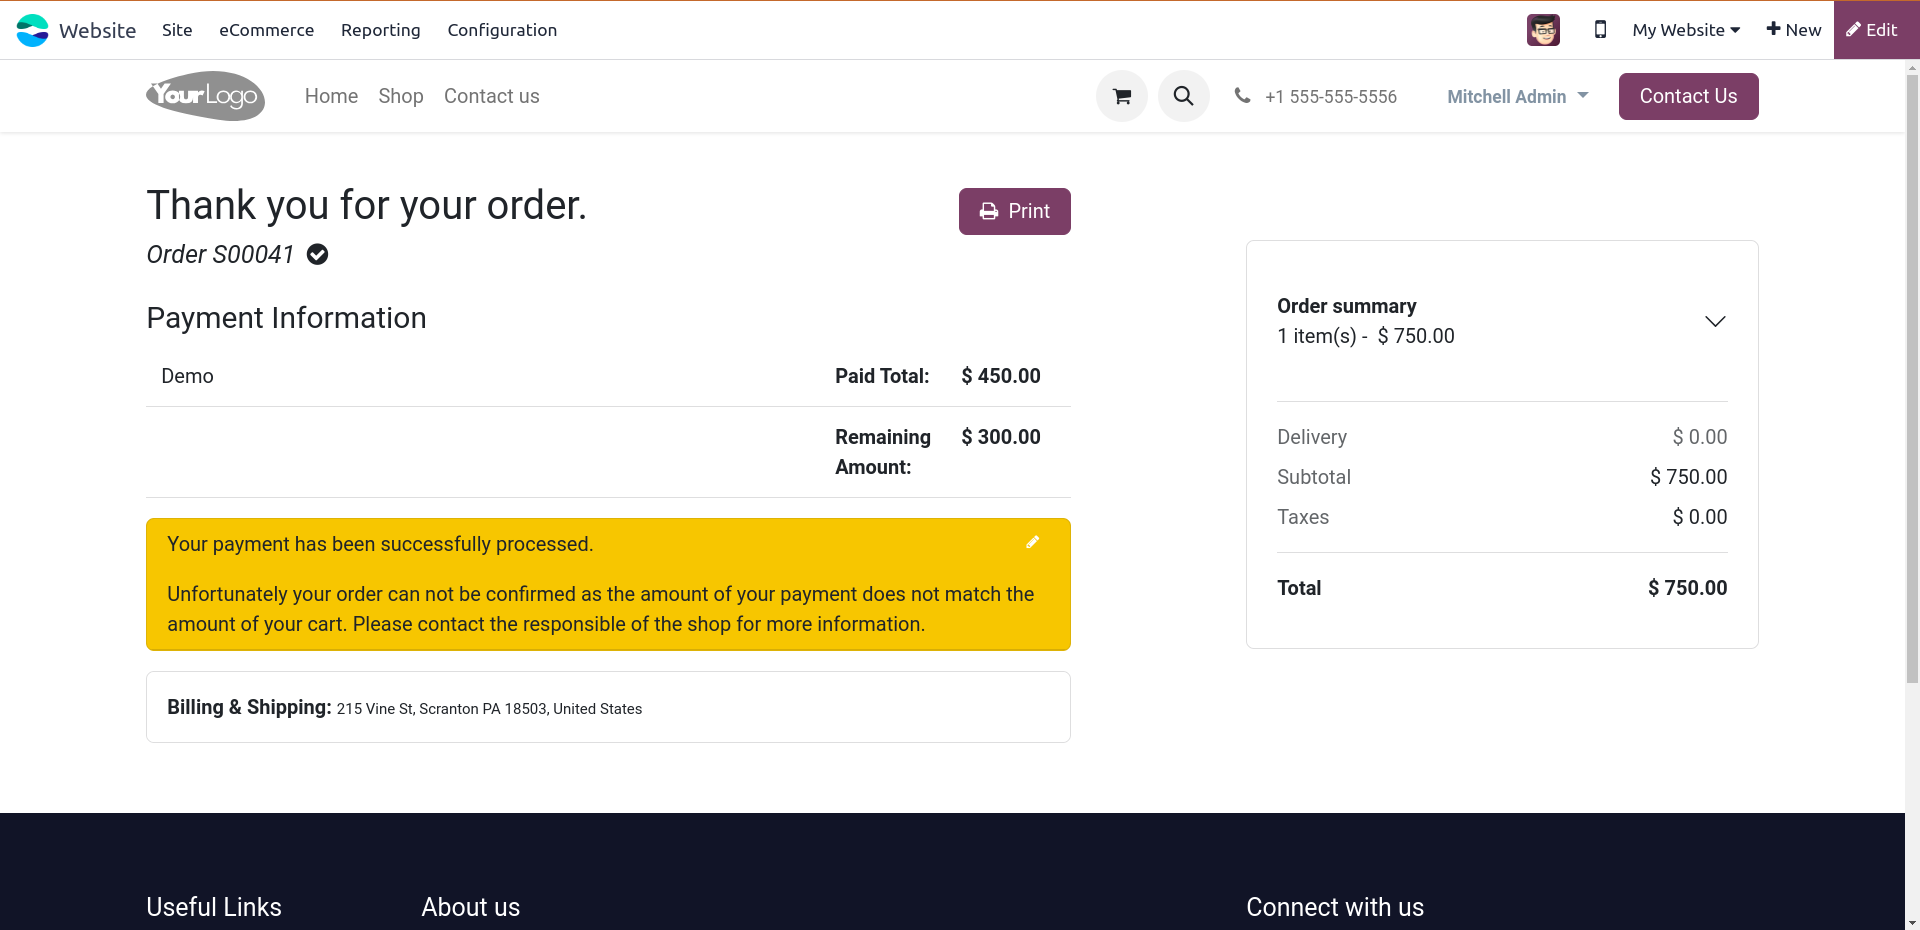 Website Site eCommerce Reporting Configuration My Website New Edit
YourLogo Home Shop Contact us +1 555-555-5556 Mitchell Admin Contact Us
Thank you for your order.
Print
Order S00041
Payment Information
Demo Paid Total: $ 450.00
Remaining Amount: $ 300.00
Your payment has been successfully processed.
Unfortunately your order can not be confirmed as the amount of your payment does not match the
amount of your cart. Please contact the responsible of the shop for more information.
Billing & Shipping: 215 Vine St, Scranton PA 18503, United States
Order summary
1 item(s) - $ 750.00
Delivery $ 0.00
Subtotal $ 750.00
Taxes $ 0.00
Total $ 750.00
Useful Links About us Connect with us